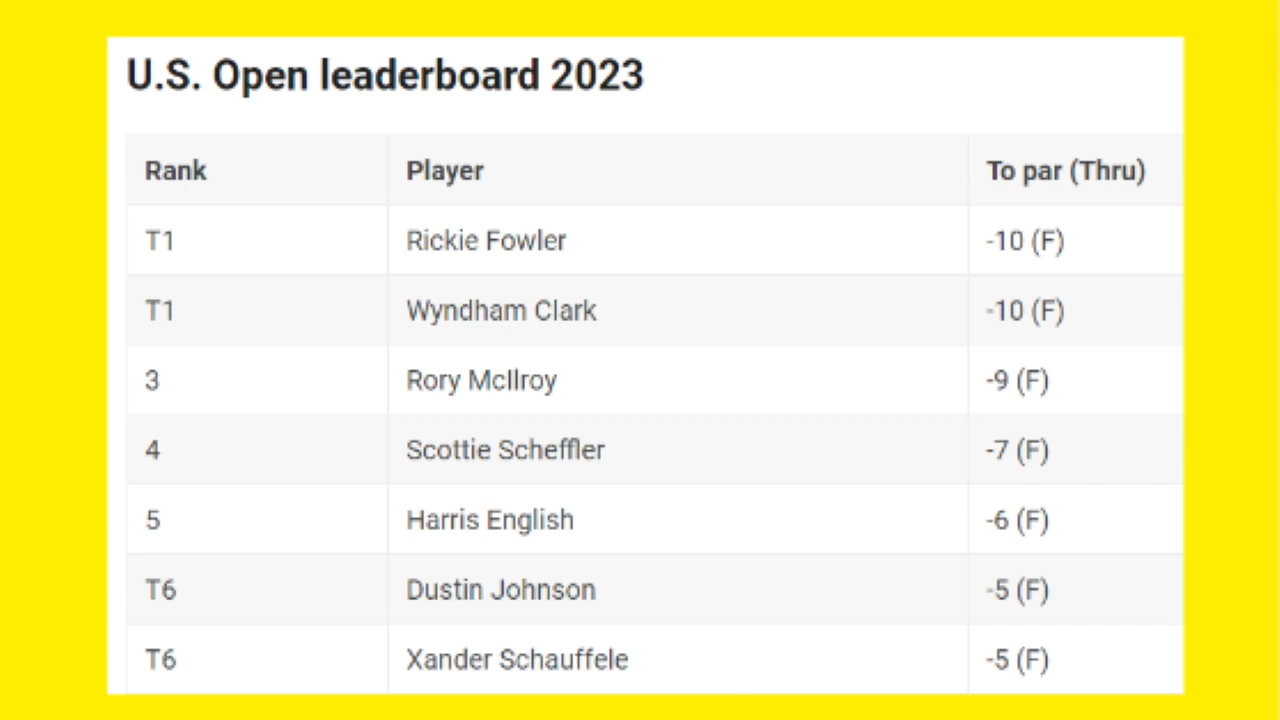 U.S. Open leaderboard 2023
Rank Player To par (Thru)
T1 Rickie Fowler -10 (F)
T1 Wyndham Clark -10 (F)
3 Rory McIlroy -9 (F)
4 Scottie Scheffler -7 (F)
5 Harris English -6 (F)
T6 Dustin Johnson -5 (F)
T6 Xander Schauffele -5 (F)